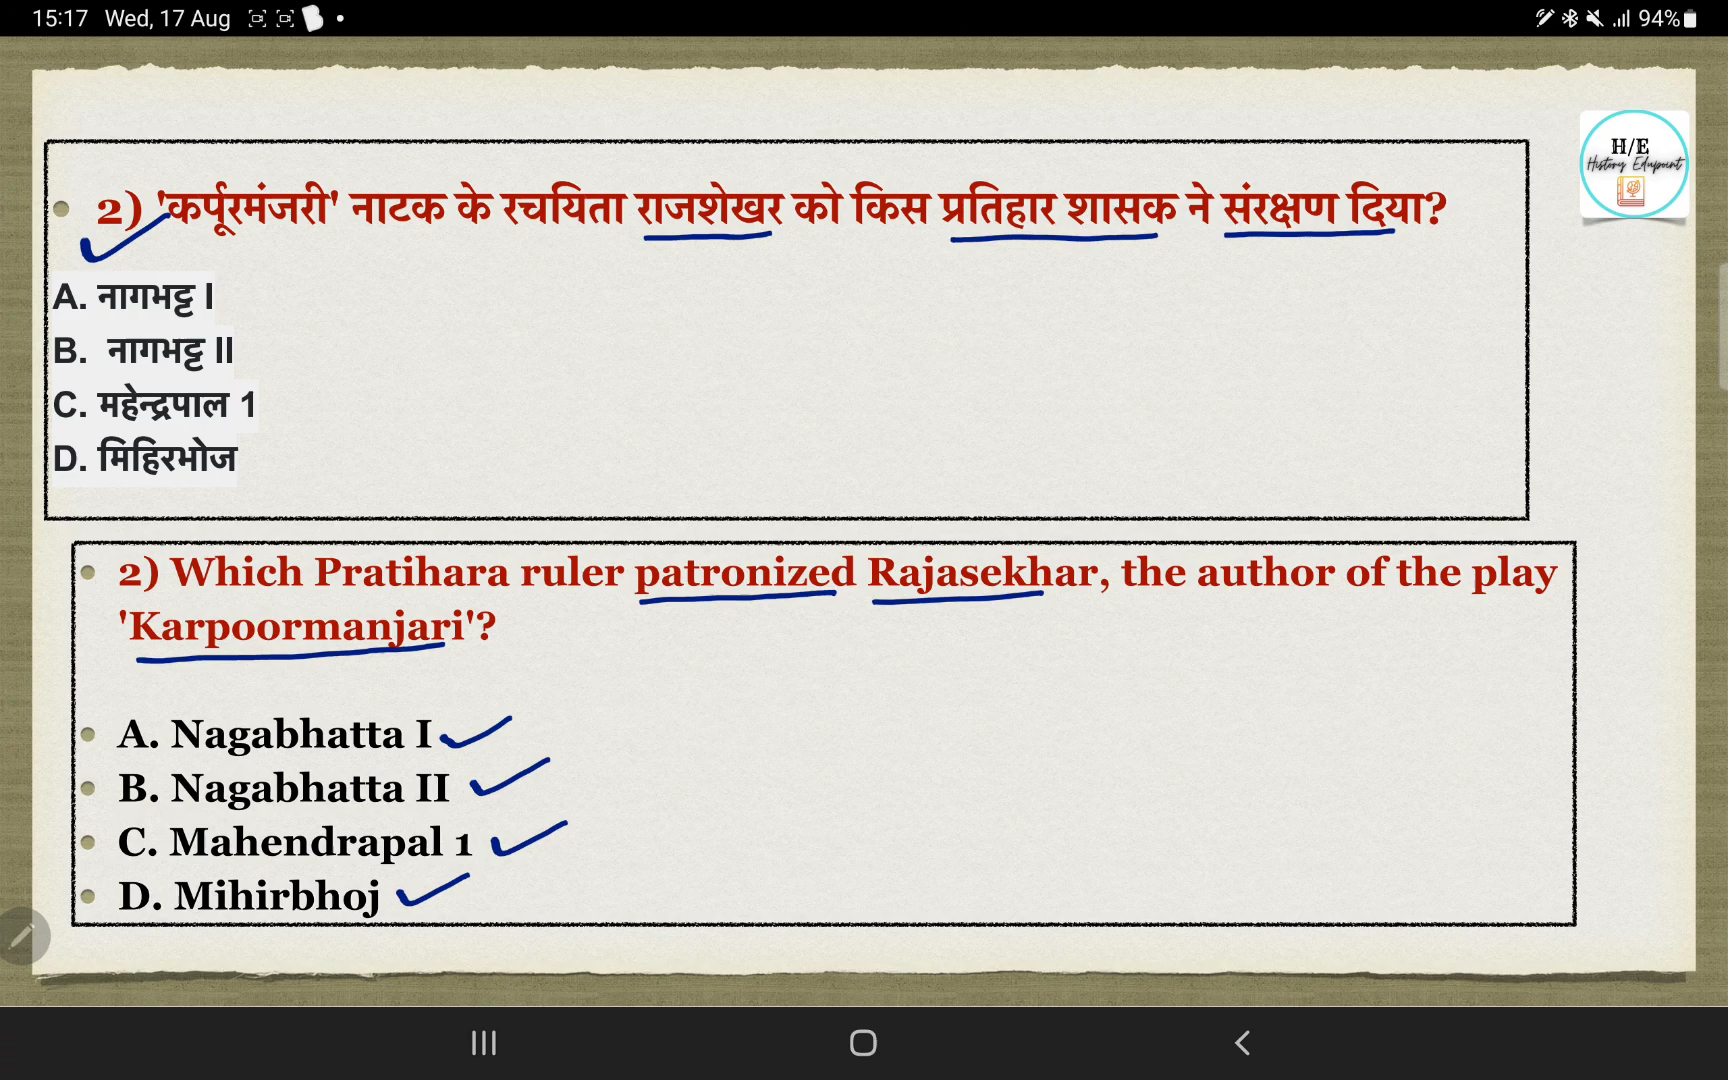 15:17 Wed, 17 Aug
94%
H/E
History Edupoint
2) 'कर्पूरमंजरी' नाटक के रचयिता राजशेखर को किस प्रतिहार शासक ने संरक्षण दिया?
A. नागभट्ट I
B. नागभट्ट II
C. महेन्द्रपाल 1
D. मिहिरभोज
2) Which Pratihara ruler patronized Rajasekhar, the author of the play
'Karpoormanjari'?
A. Nagabhatta I
B. Nagabhatta II
C. Mahendrapal 1
D. Mihirbhoj